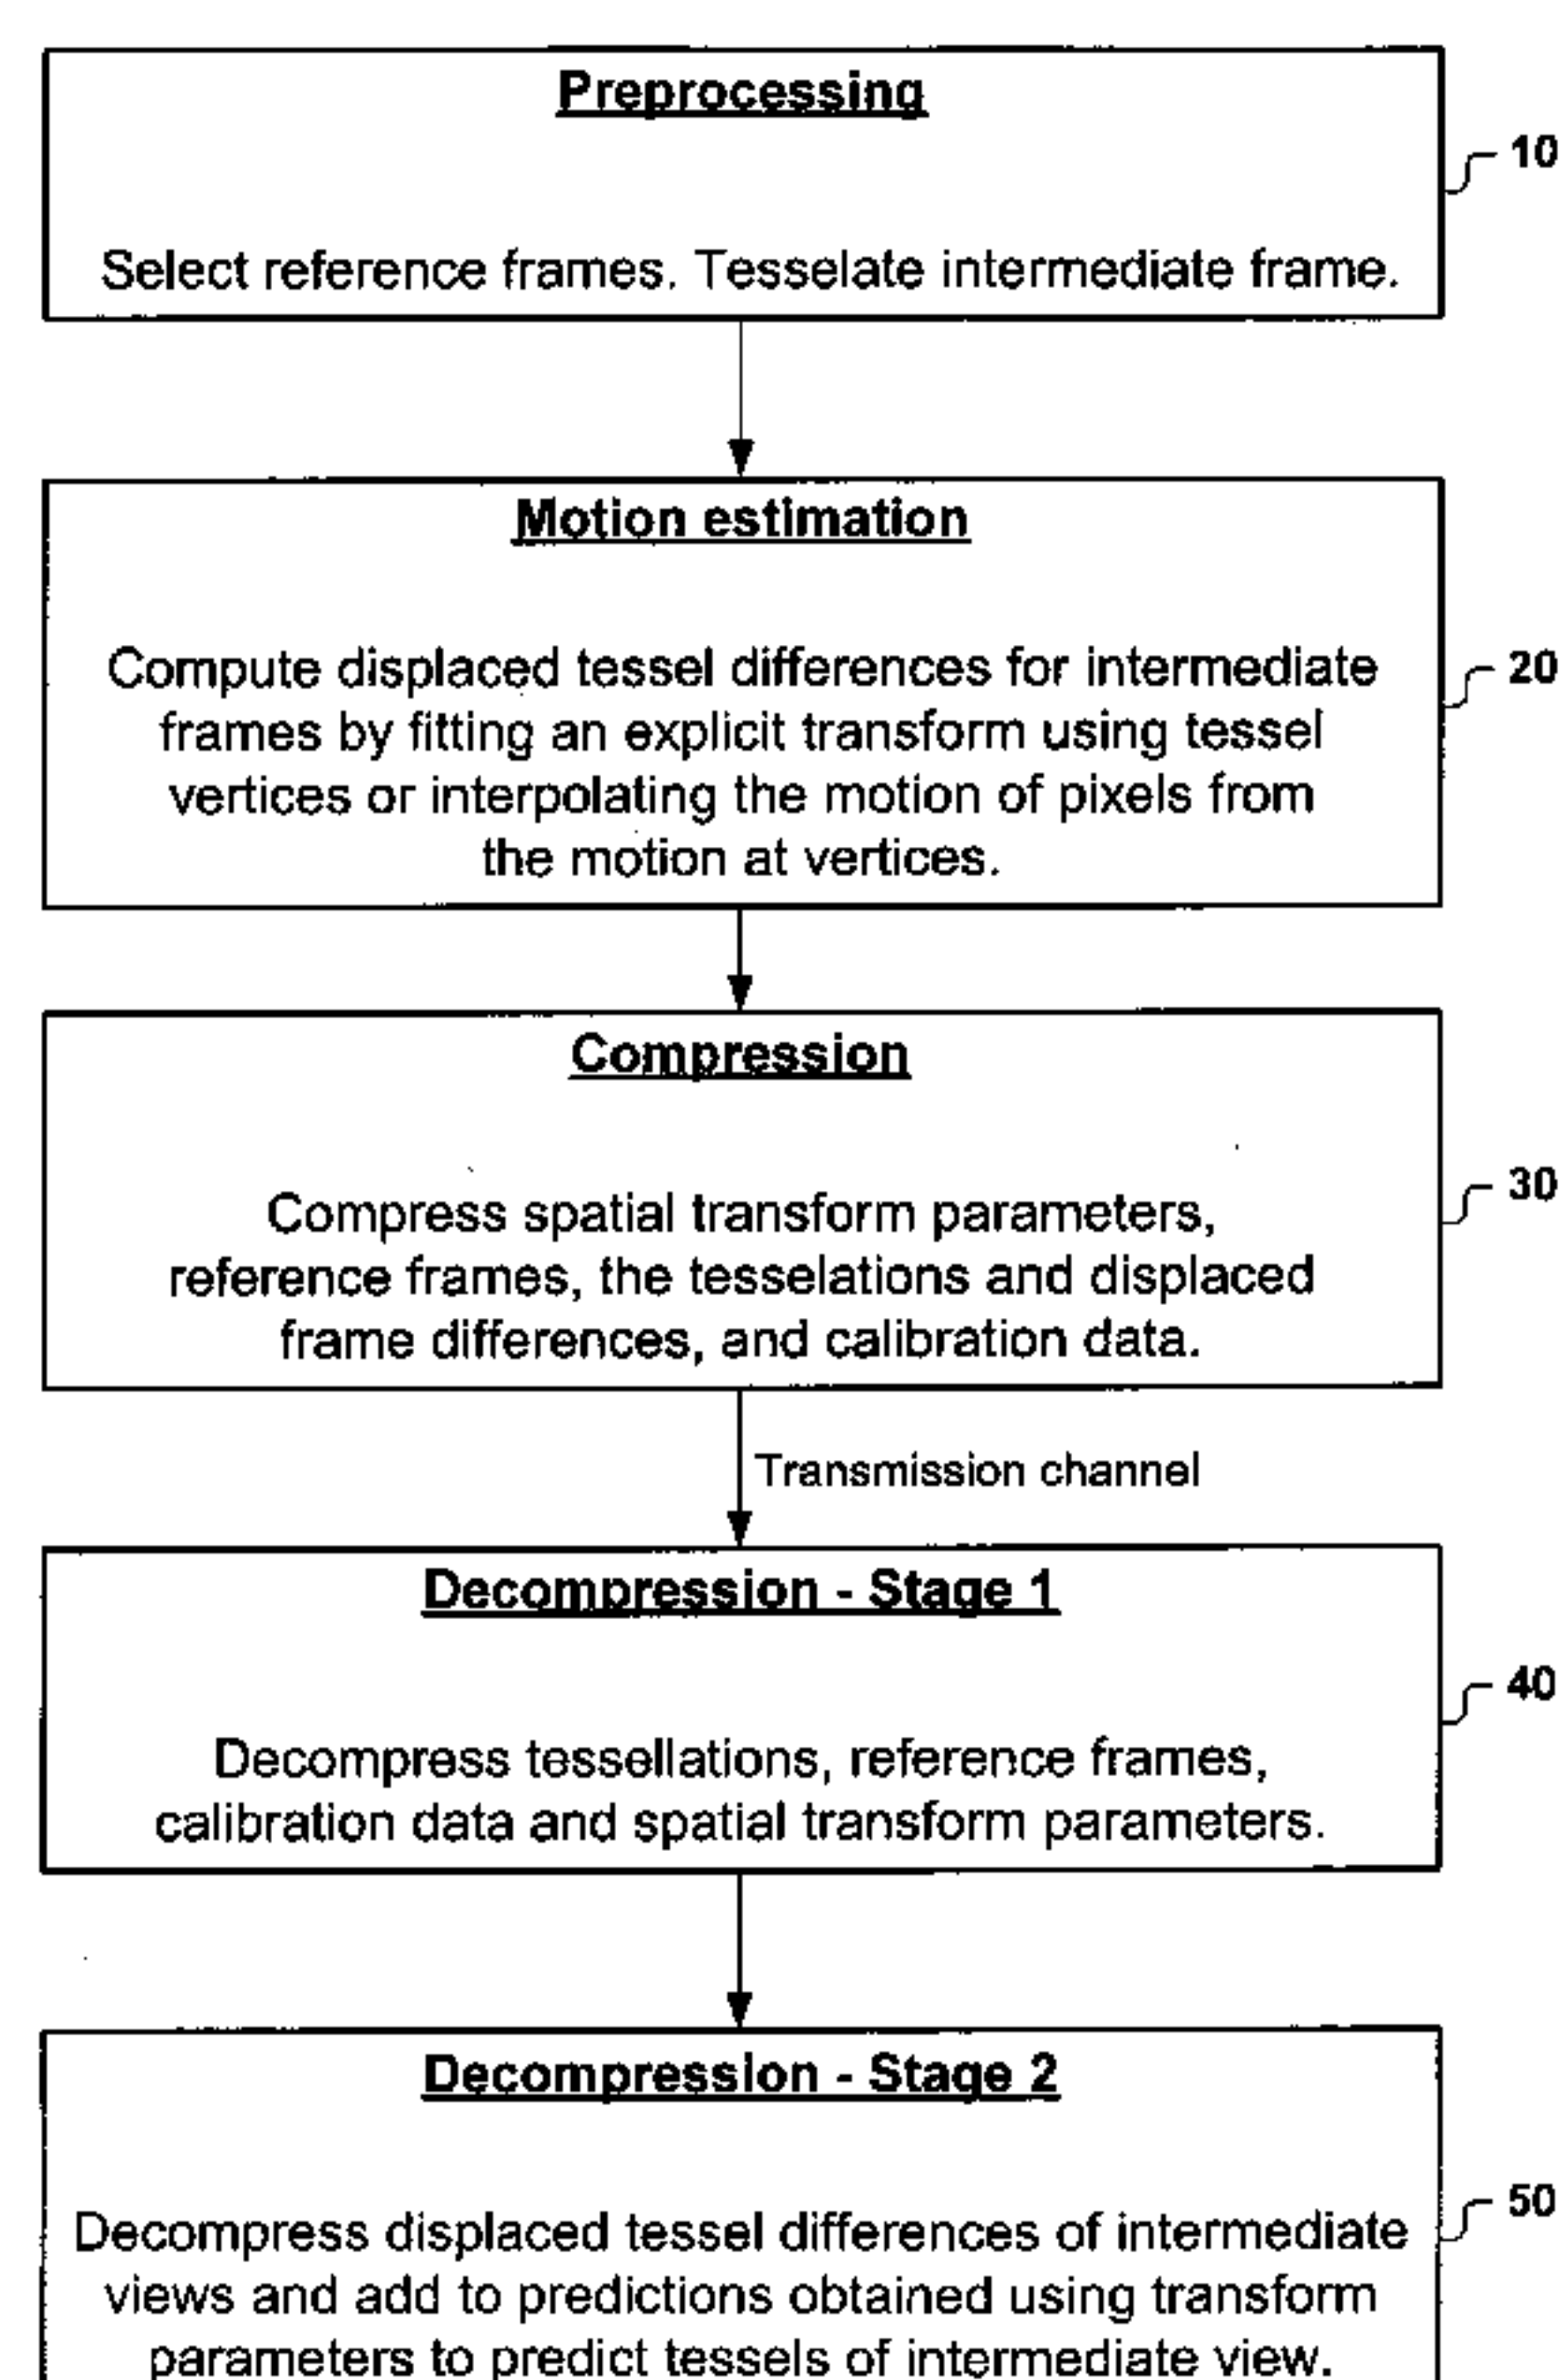 Preprocessing
10
Select reference frames. Tesselate intermediate frame.
Motion estimation
Compute displaced tessel differences for intermediate
20
frames by fitting an explicit transform using tessel
vertices or interpolating the motion of pixels from
the motion at vertices.
Compression
30
Compress spatial transform parameters,
reference frames, the tesselations and displaced
frame differences, and calibration data.
Transmission channel
Decompression - Stage 1
40
Decompress tessellations, reference frames,
calibration data and spatial transform parameters.
Decompression - Stage 2
50
Decompress displaced tessel differences of intermediate
views and add to predictions obtained using transform
parameters to predict tessels of intermediate view.